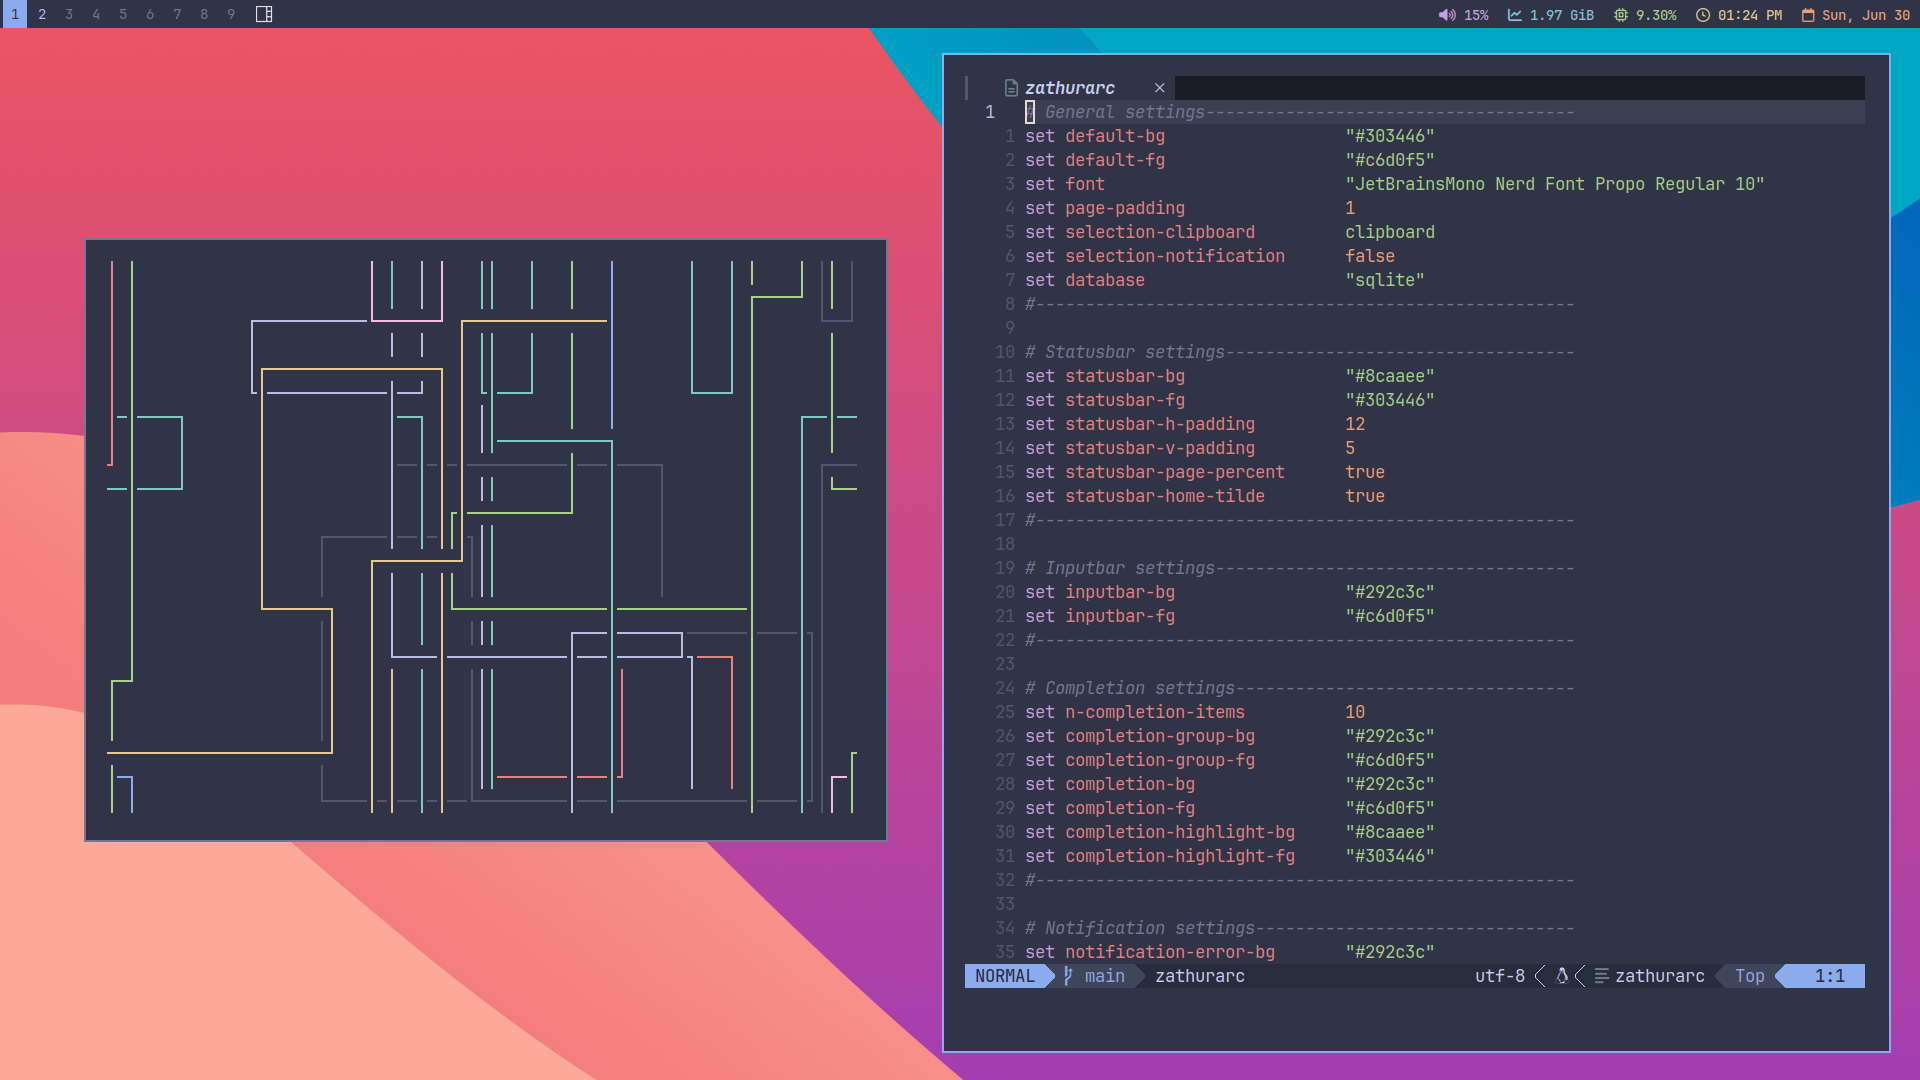 1 2 3 4 5 6 7 8 9 15% 1.97 GiB 9.30% 01:24 PM Sun, Jun 30
zathurarc ×
1 # General settings-------------------------------------
1 set default-bg "#303446"
2 set default-fg "#c6d0f5"
3 set font "JetBrainsMono Nerd Font Propo Regular 10"
4 set page-padding 1
5 set selection-clipboard clipboard
6 set selection-notification false
7 set database "sqlite"
8 #------------------------------------------------------
9
10 # Statusbar settings-----------------------------------
11 set statusbar-bg "#8caaee"
12 set statusbar-fg "#303446"
13 set statusbar-h-padding 12
14 set statusbar-v-padding 5
15 set statusbar-page-percent true
16 set statusbar-home-tilde true
17 #------------------------------------------------------
18
19 # Inputbar settings------------------------------------
20 set inputbar-bg "#292c3c"
21 set inputbar-fg "#c6d0f5"
22 #------------------------------------------------------
23
24 # Completion settings----------------------------------
25 set n-completion-items 10
26 set completion-group-bg "#292c3c"
27 set completion-group-fg "#c6d0f5"
28 set completion-bg "#292c3c"
29 set completion-fg "#c6d0f5"
30 set completion-highlight-bg "#8caaee"
31 set completion-highlight-fg "#303446"
32 #------------------------------------------------------
33
34 # Notification settings--------------------------------
35 set notification-error-bg "#292c3c"
NORMAL main zathurarc utf-8 zathurarc Top 1:1